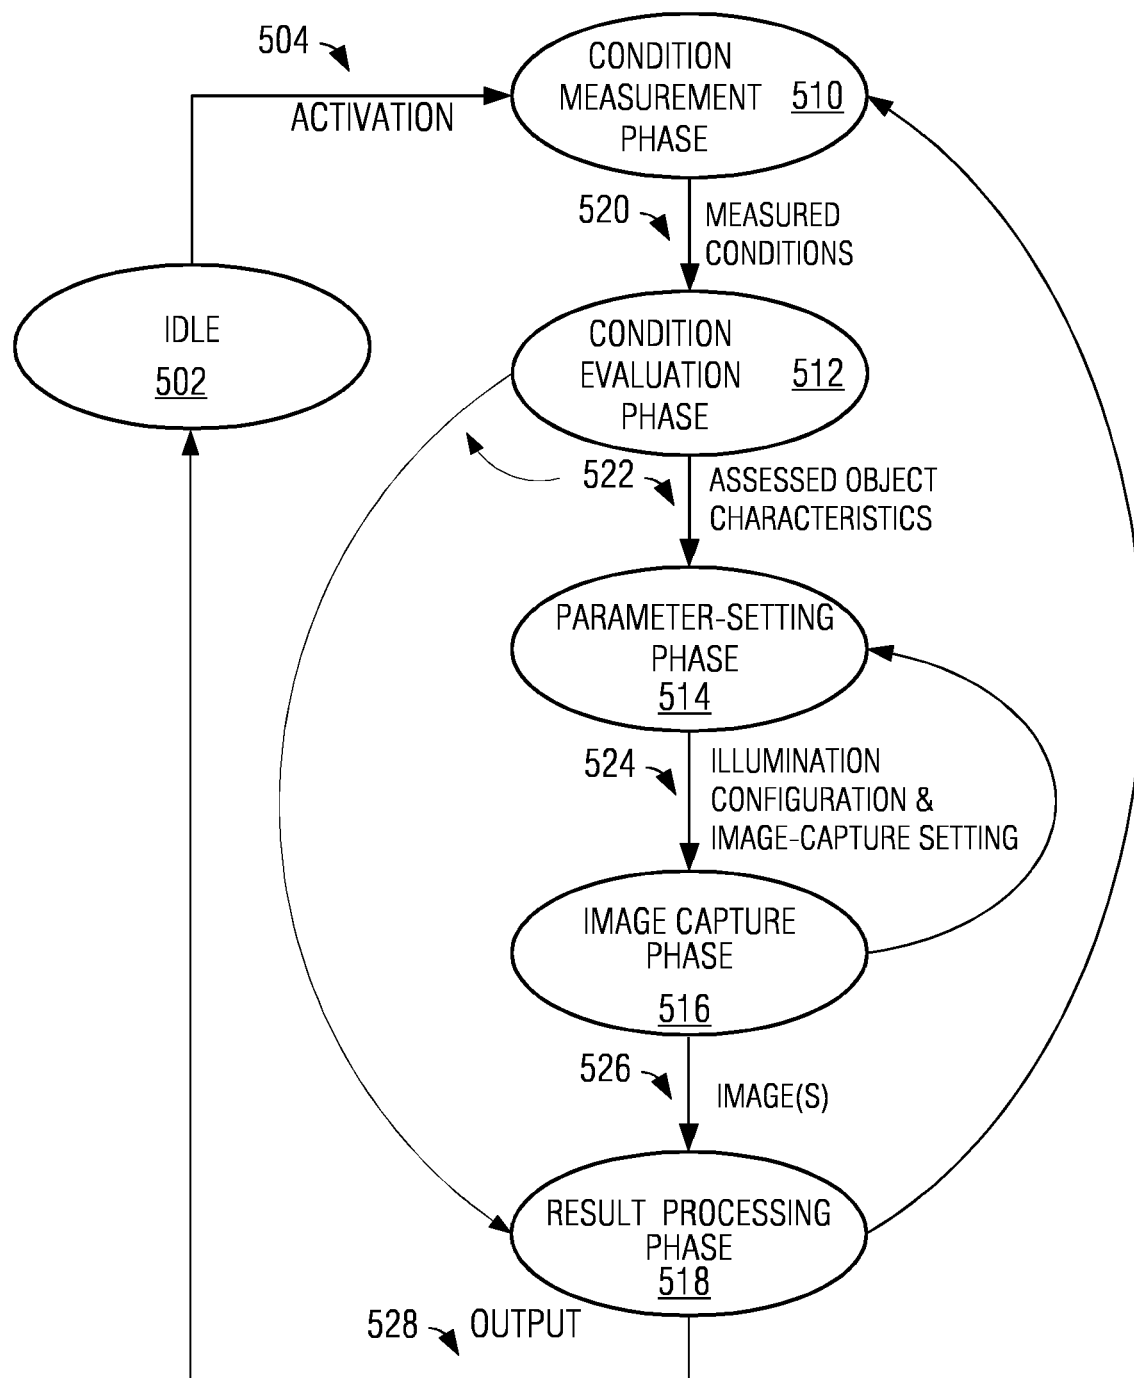 504
ACTIVATION
CONDITION
MEASUREMENT
PHASE
510
520
MEASURED
CONDITIONS
IDLE
502
CONDITION
EVALUATION
PHASE
512
522
ASSESSED OBJECT
CHARACTERISTICS
PARAMETER-SETTING
PHASE
514
524
ILLUMINATION
CONFIGURATION &
IMAGE-CAPTURE SETTING
IMAGE CAPTURE
PHASE
516
526
IMAGE(S)
RESULT PROCESSING
PHASE
518
528
OUTPUT